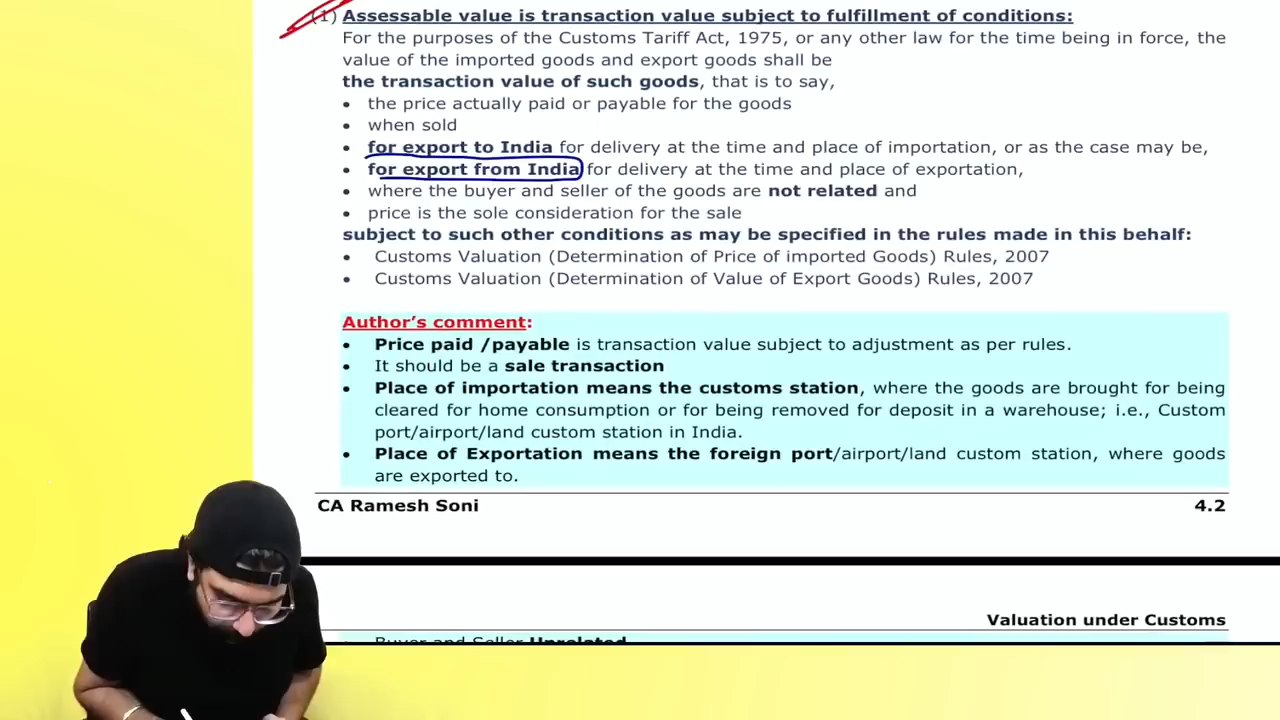 (1) Assessable value is transaction value subject to fulfillment of conditions:
For the purposes of the Customs Tariff Act, 1975, or any other law for the time being in force, the
value of the imported goods and export goods shall be
the transaction value of such goods, that is to say,
• the price actually paid or payable for the goods
• when sold
• for export to India for delivery at the time and place of importation, or as the case may be,
• for export from India for delivery at the time and place of exportation,
• where the buyer and seller of the goods are not related and
• price is the sole consideration for the sale
subject to such other conditions as may be specified in the rules made in this behalf:
• Customs Valuation (Determination of Price of imported Goods) Rules, 2007
• Customs Valuation (Determination of Value of Export Goods) Rules, 2007
Author's comment:
• Price paid /payable is transaction value subject to adjustment as per rules.
• It should be a sale transaction
• Place of importation means the customs station, where the goods are brought for being
cleared for home consumption or for being removed for deposit in a warehouse; i.e., Custom
port/airport/land custom station in India.
• Place of Exportation means the foreign port/airport/land custom station, where goods
are exported to.
CA Ramesh Soni 4.2
Valuation under Customs
• Buyer and Seller Unrelated